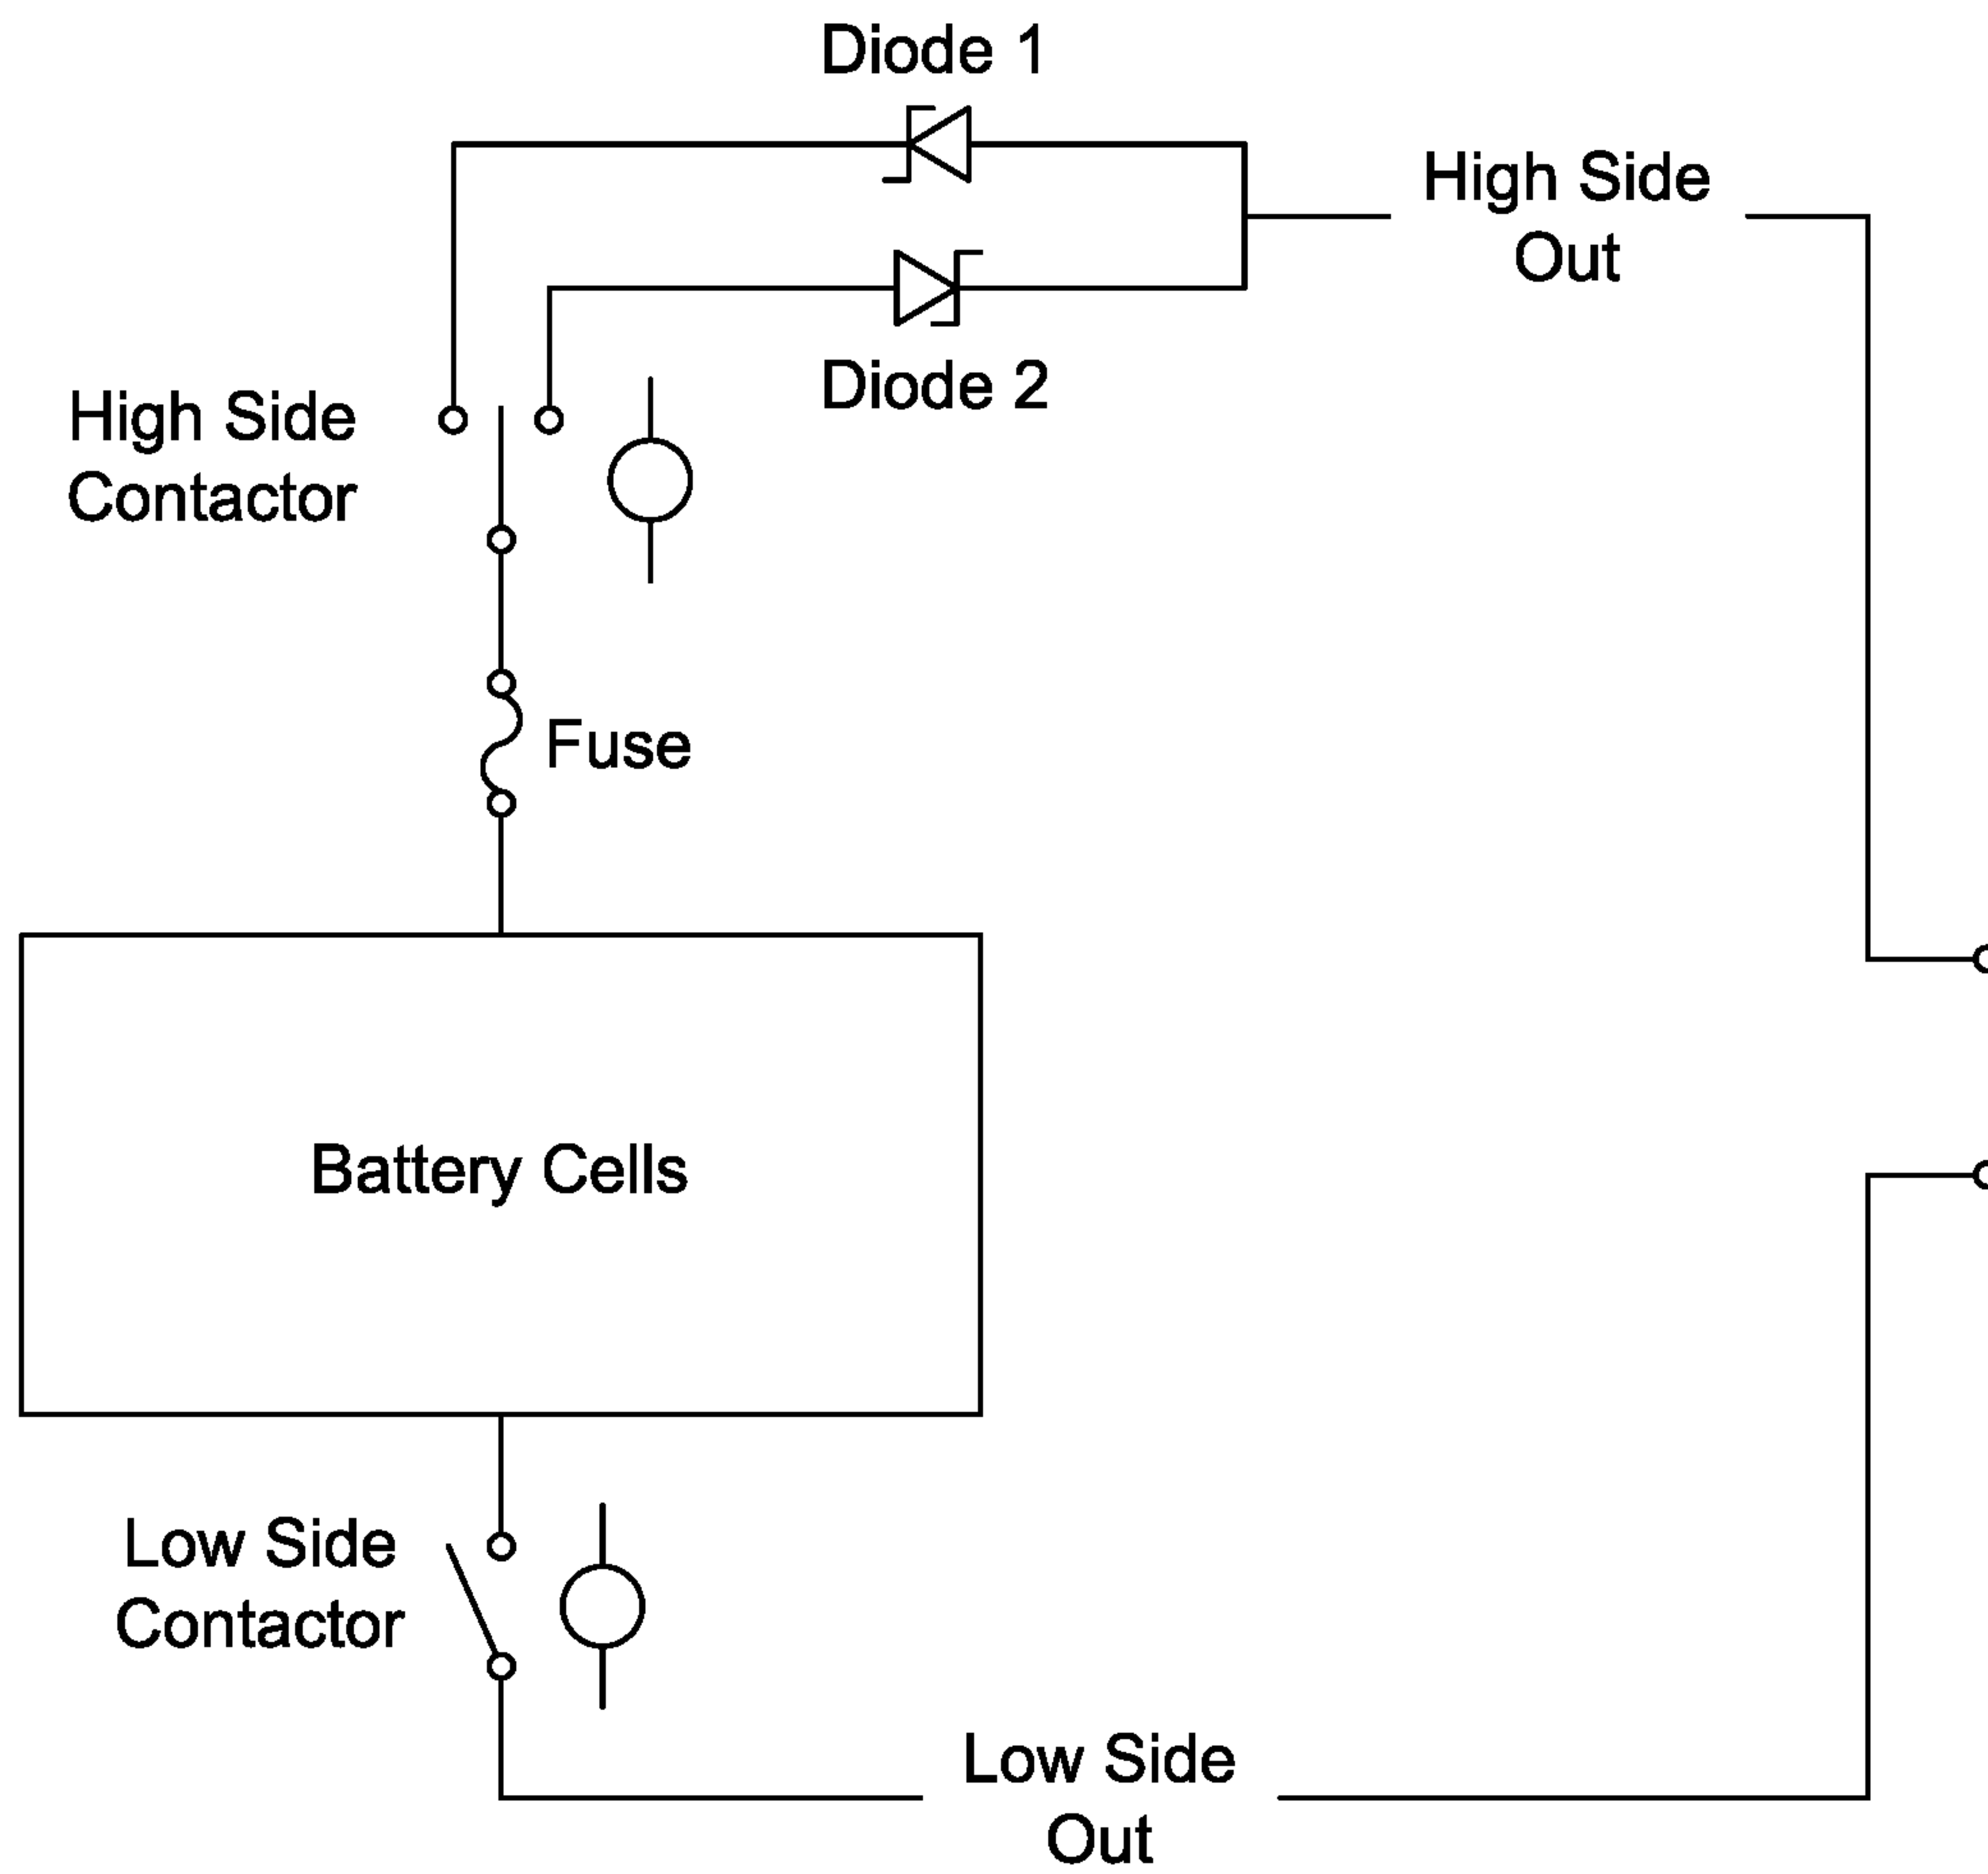 Diode 1
High Side
Out
Diode 2
High Side
Contactor
Fuse
Battery Cells
Low Side
Contactor
Low Side
Out